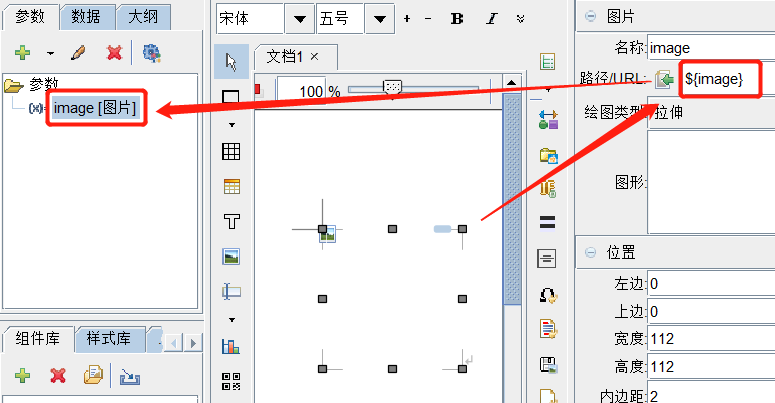 参数 数据 大纲
参数
image [图片]
组件库 样式库
宋体 五号 + - B I »
文档1 ×
100 %
T
图片
名称: image
路径/URL: ${image}
绘图类型: 拉伸
图形:
位置
左边: 0
上边: 0
宽度: 112
高度: 112
内边距: 2